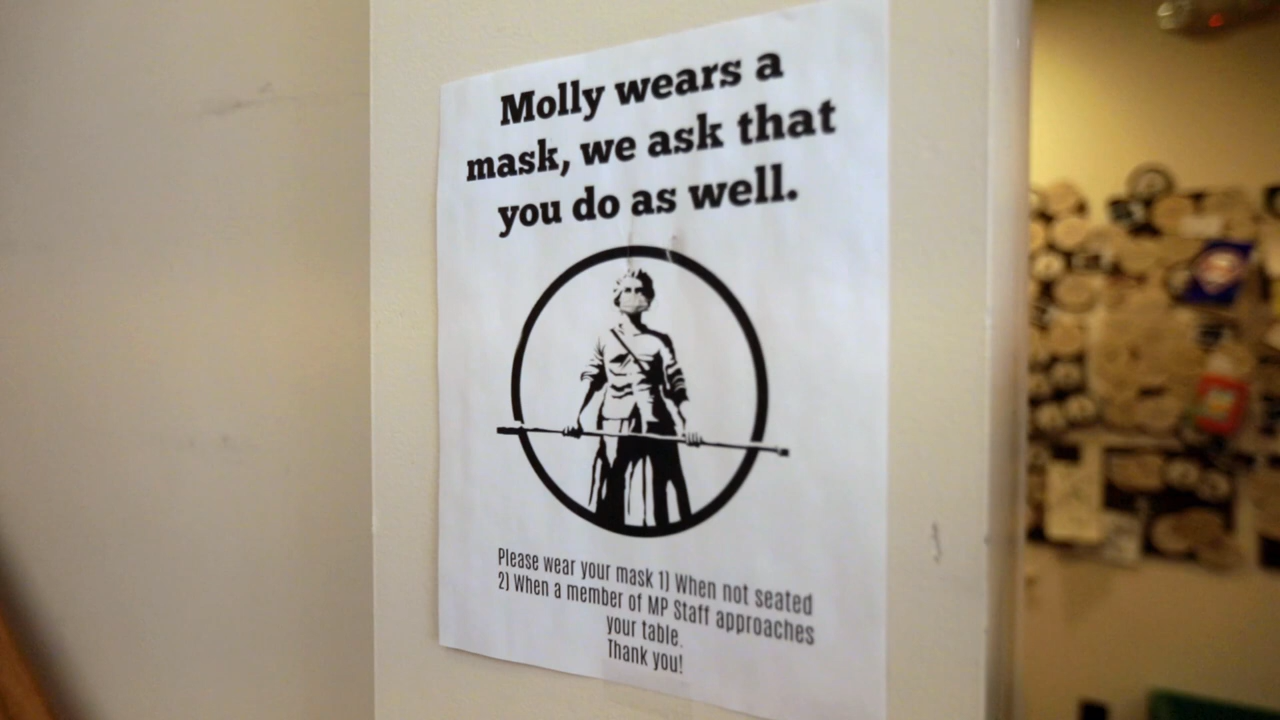 Molly wears a
mask, we ask that
you do as well.
Please wear your mask 1) When not seated
2) When a member of MP Staff approaches
your table.
Thank you!